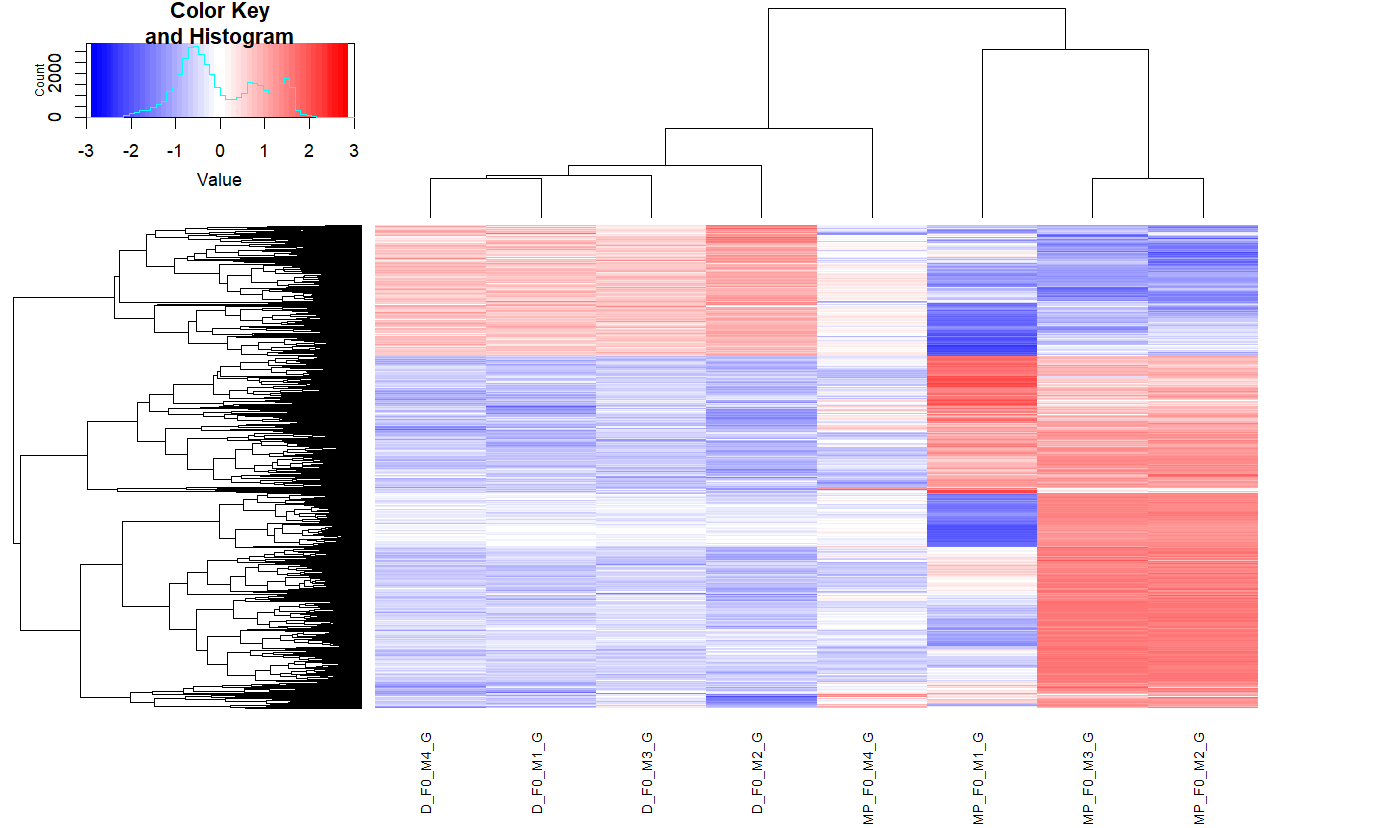 Color Key
and Histogram
Count
0 2000
-3 -2 -1 0 1 2 3
Value
D_F0_M4_G
D_F0_M1_G
D_F0_M3_G
D_F0_M2_G
MP_F0_M4_G
MP_F0_M1_G
MP_F0_M3_G
MP_F0_M2_G